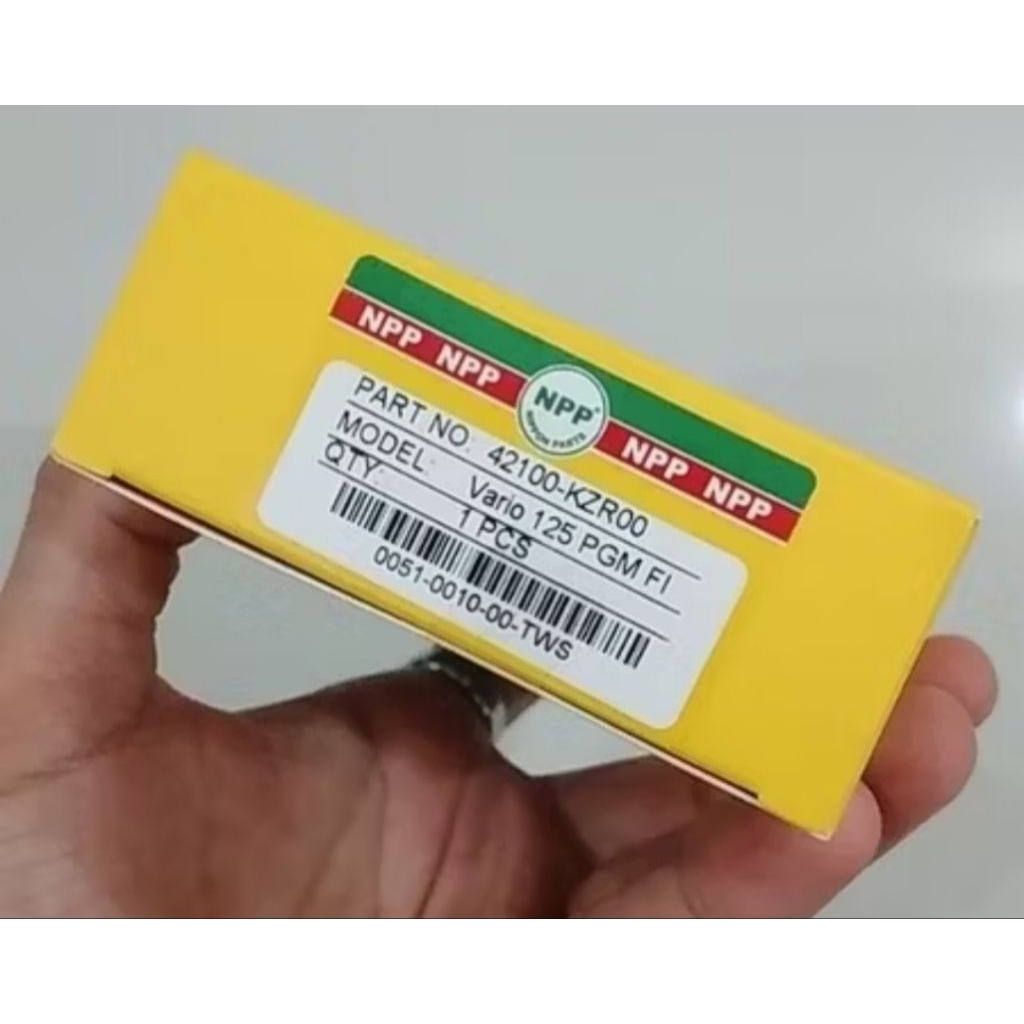 NPP NPP NPP NPP
NPP
NIPPON PARTS
PART NO: 42100-KZR00
MODEL: Vario 125 PGM FI
QTY: 1 PCS
0051-0010-00-TWS